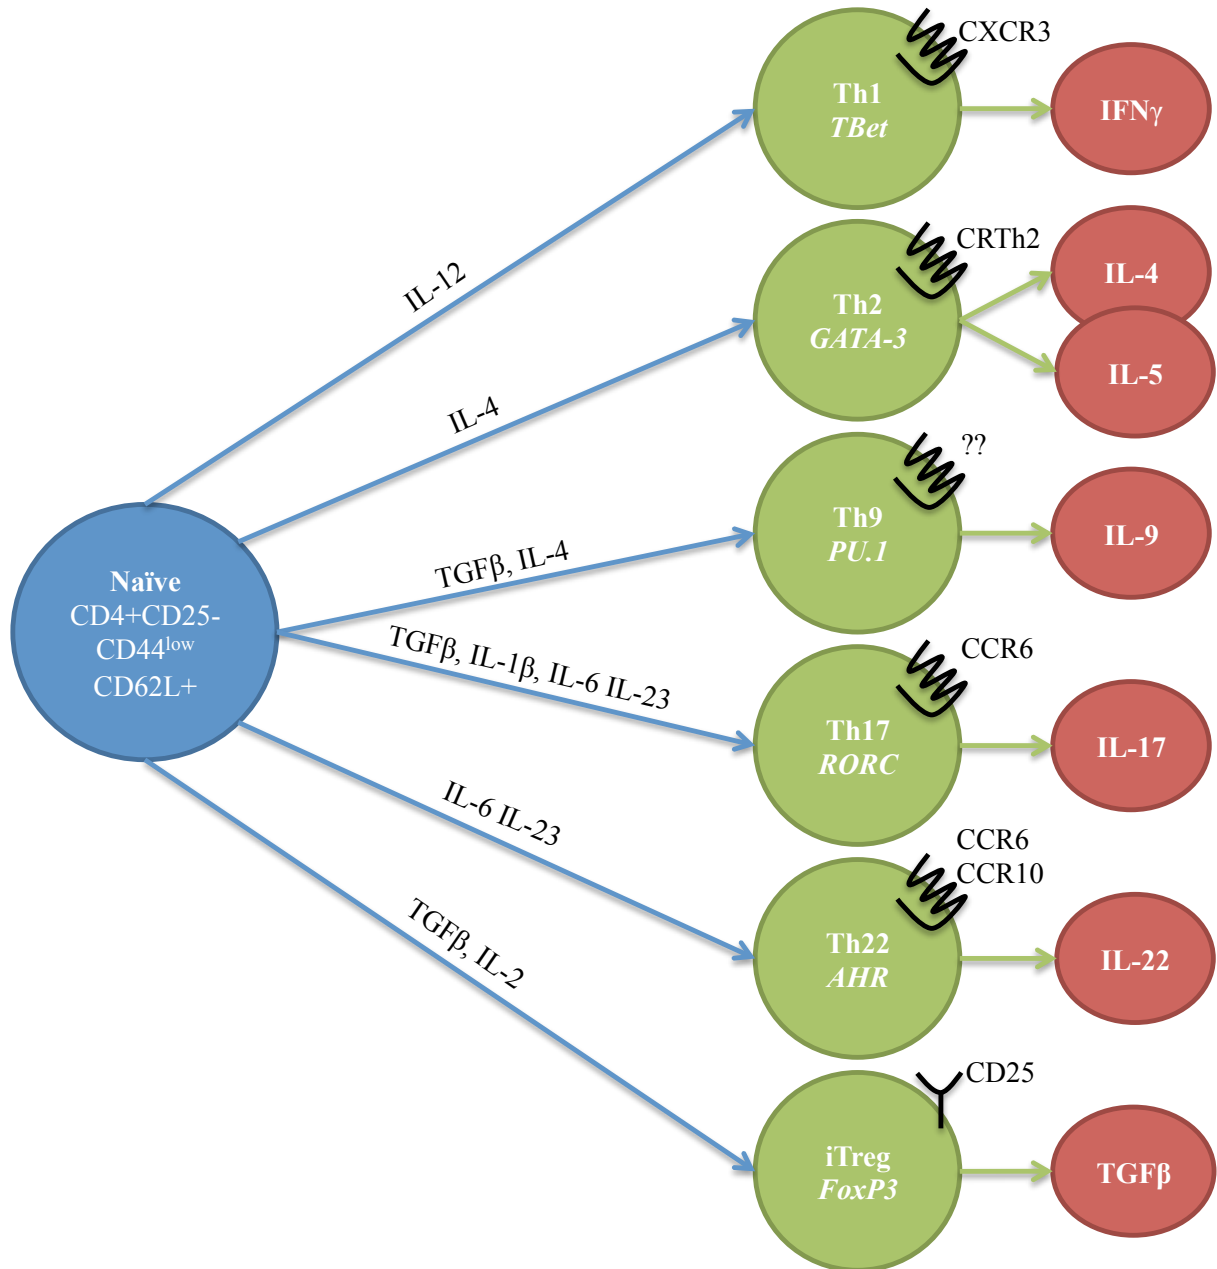 CXCR3
Th1
TBet
IFNγ
IL-12
CRTh2
Th2
GATA-3
IL-4
IL-5
IL-4
??
Th9
PU.1
IL-9
TGFβ, IL-4
Naïve
CD4+CD25-
CD44low
CD62L+
TGFβ, IL-1β, IL-6 IL-23
CCR6
Th17
RORC
IL-17
IL-6 IL-23
CCR6
CCR10
Th22
AHR
IL-22
TGFβ, IL-2
CD25
iTreg
FoxP3
TGFβ